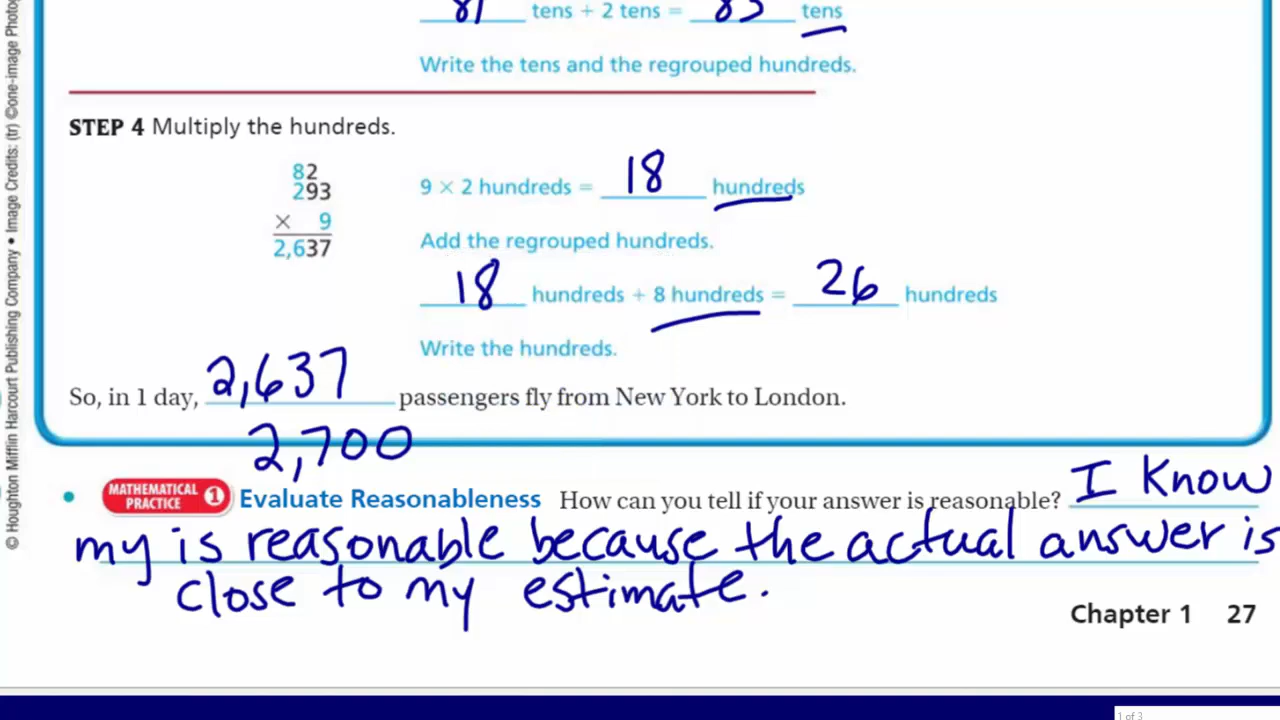 81 tens + 2 tens = 83 tens
Write the tens and the regrouped hundreds.
STEP 4 Multiply the hundreds.
82
293
× 9
2,637
9 × 2 hundreds = 18 hundreds
Add the regrouped hundreds.
18 hundreds + 8 hundreds = 26 hundreds
Write the hundreds.
So, in 1 day, 2,637 passengers fly from New York to London.
2,700
• MATHEMATICAL PRACTICE 1 Evaluate Reasonableness How can you tell if your answer is reasonable? I know
my is reasonable because the actual answer is
close to my estimate.
Chapter 1 27
© Houghton Mifflin Harcourt Publishing Company • Image Credits: (tr) ©one-image
1 of 3